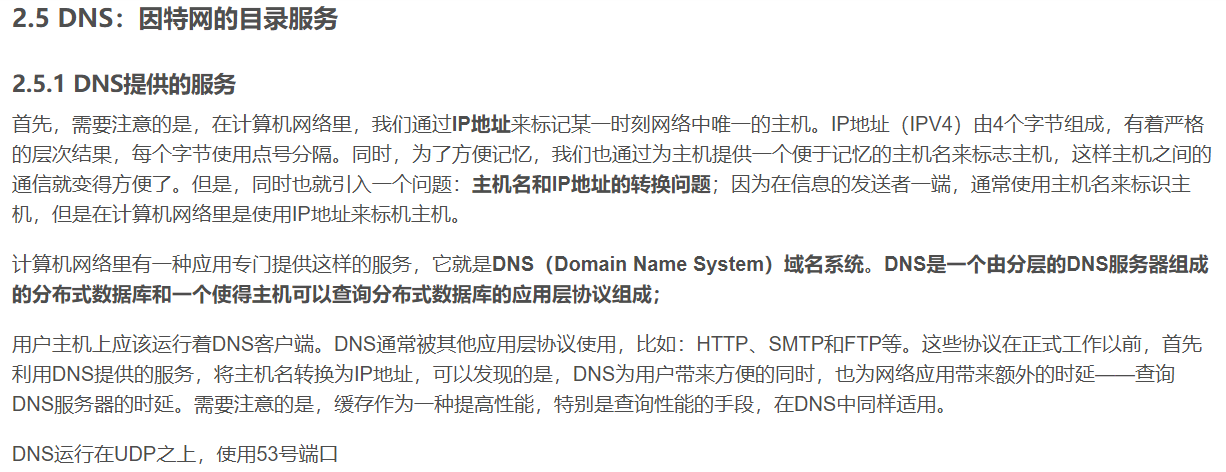 2.5 DNS：因特网的目录服务
2.5.1 DNS提供的服务
首先，需要注意的是，在计算机网络里，我们通过IP地址来标记某一时刻网络中唯一的主机。IP地址（IPV4）由4个字节组成，有着严格
的层次结果，每个字节使用点号分隔。同时，为了方便记忆，我们也通过为主机提供一个便于记忆的主机名来标志主机，这样主机之间的
通信就变得方便了。但是，同时也就引入一个问题：主机名和IP地址的转换问题；因为在信息的发送者一端，通常使用主机名来标识主
机，但是在计算机网络里是使用IP地址来标机主机。
计算机网络里有一种应用专门提供这样的服务，它就是DNS（Domain Name System）域名系统。DNS是一个由分层的DNS服务器组成
的分布式数据库和一个使得主机可以查询分布式数据库的应用层协议组成；
用户主机上应该运行着DNS客户端。DNS通常被其他应用层协议使用，比如：HTTP、SMTP和FTP等。这些协议在正式工作以前，首先
利用DNS提供的服务，将主机名转换为IP地址，可以发现的是，DNS为用户带来方便的同时，也为网络应用带来额外的时延——查询
DNS服务器的时延。需要注意的是，缓存作为一种提高性能，特别是查询性能的手段，在DNS中同样适用。
DNS运行在UDP之上，使用53号端口